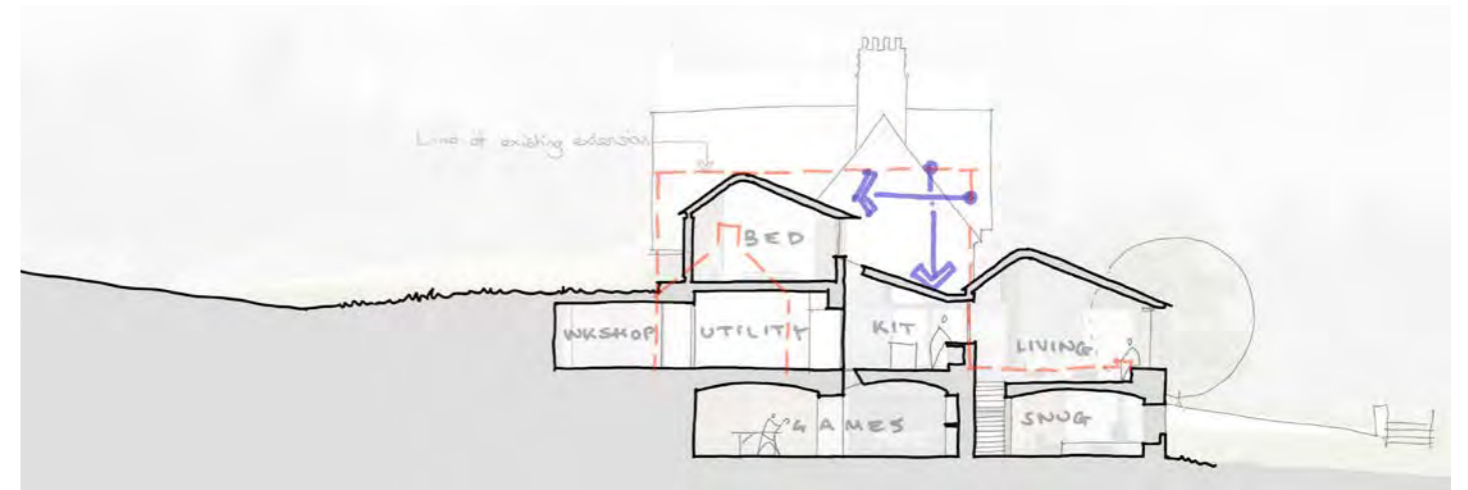 Line of existing extension
BED
WKSHOP UTILITY KIT LIVING
GAMES SNUG